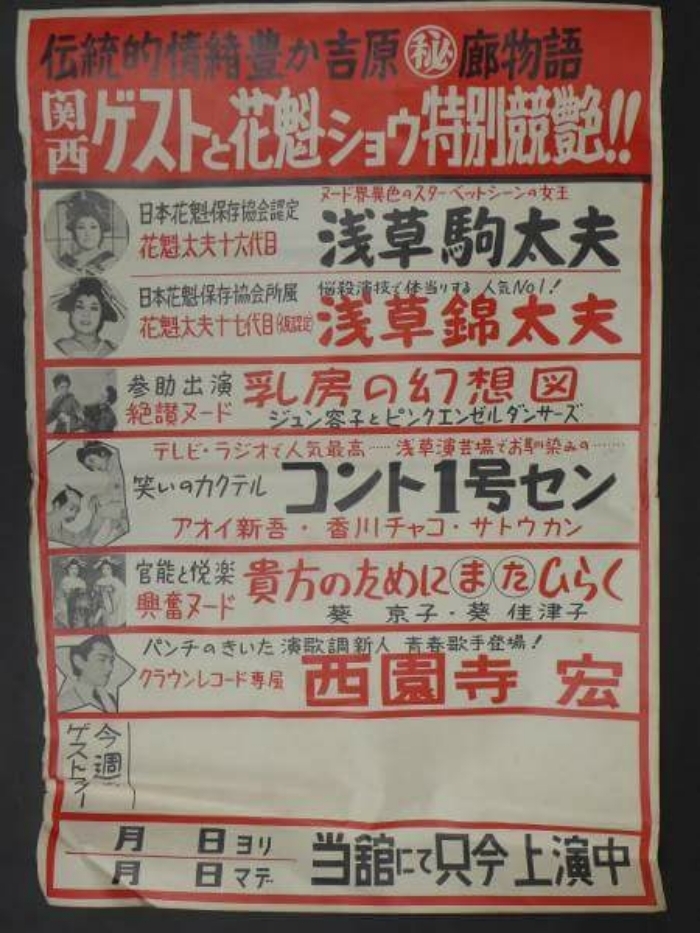 伝統的情緒豊か吉原㊙廓物語
関西ゲストと花魁ショウ特別競艶!!
ヌード界異色のスターベットシーンの女王
日本花魁保存協会認定
花魁太夫十六代目
浅草駒太夫
悩殺演技で体当りする 人気No1!
日本花魁保存協会所属
花魁太夫十七代目(仮認定)
浅草錦太夫
参助出演
絶讃ヌード
乳房の幻想図
ジュン容子とピンクエンゼルダンサーズ
テレビ・ラジオで人気最高…… 浅草演芸場でお馴染みの……
笑いのカクテル
コント1号セン
アオイ新吾・香川チャコ・サトウカン
官能と悦楽
興奮ヌード
貴方のためにまたひらく
葵 京子・葵 佳津子
パンチのきいた 演歌調新人 青春歌手登場!
クラウンレコード専属
西園寺 宏
今週の
ゲストラー
月 日ヨリ
月 日マデ
当舘にて只今上演中